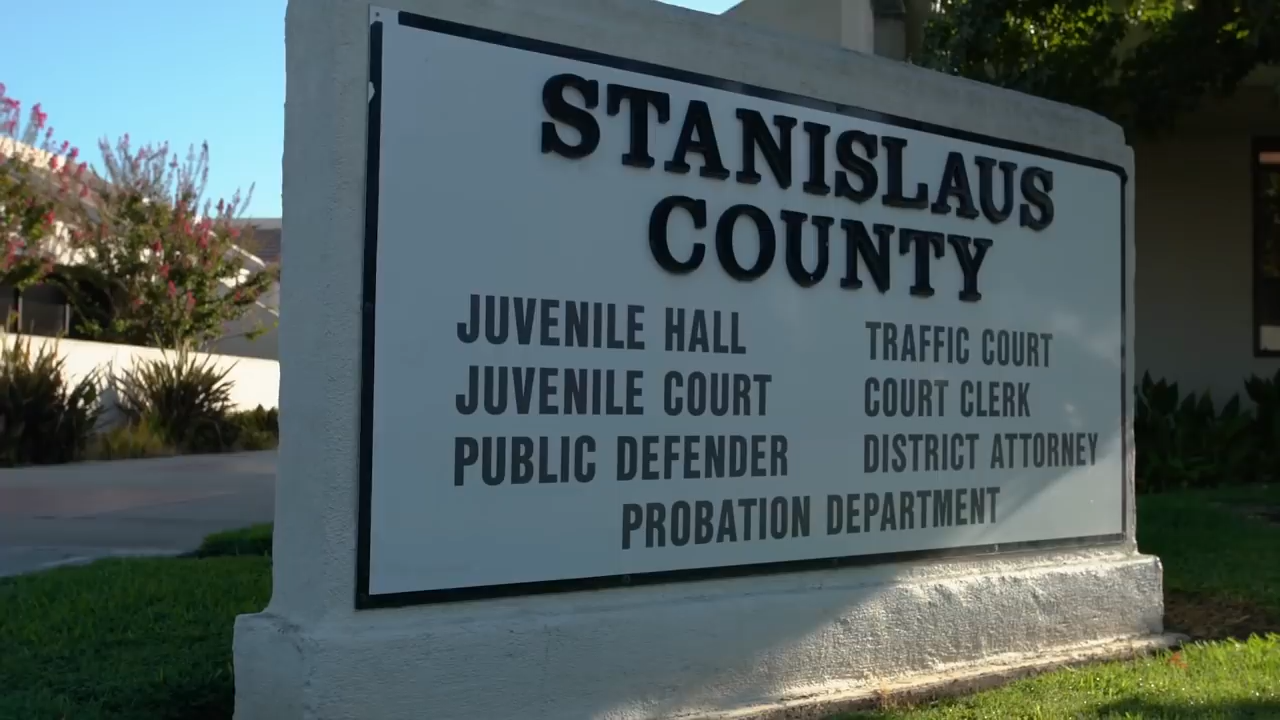 STANISLAUS
COUNTY
JUVENILE HALL
JUVENILE COURT
PUBLIC DEFENDER
TRAFFIC COURT
COURT CLERK
DISTRICT ATTORNEY
PROBATION DEPARTMENT